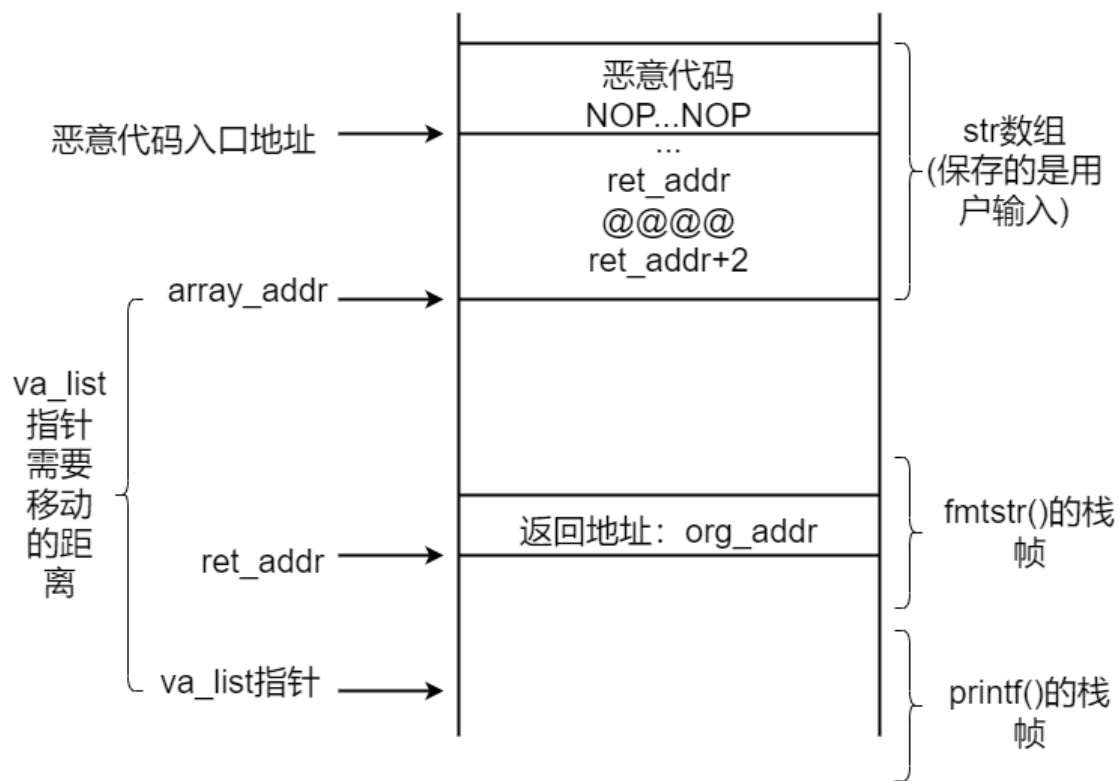 恶意代码
NOP...NOP
恶意代码入口地址
...
ret_addr
@@@@
ret_addr+2
str数组
(保存的是用
户输入)
array_addr
va_list
指针
需要
移动
的距
离
返回地址：org_addr
fmtstr()的栈
帧
ret_addr
va_list指针
printf()的栈
帧